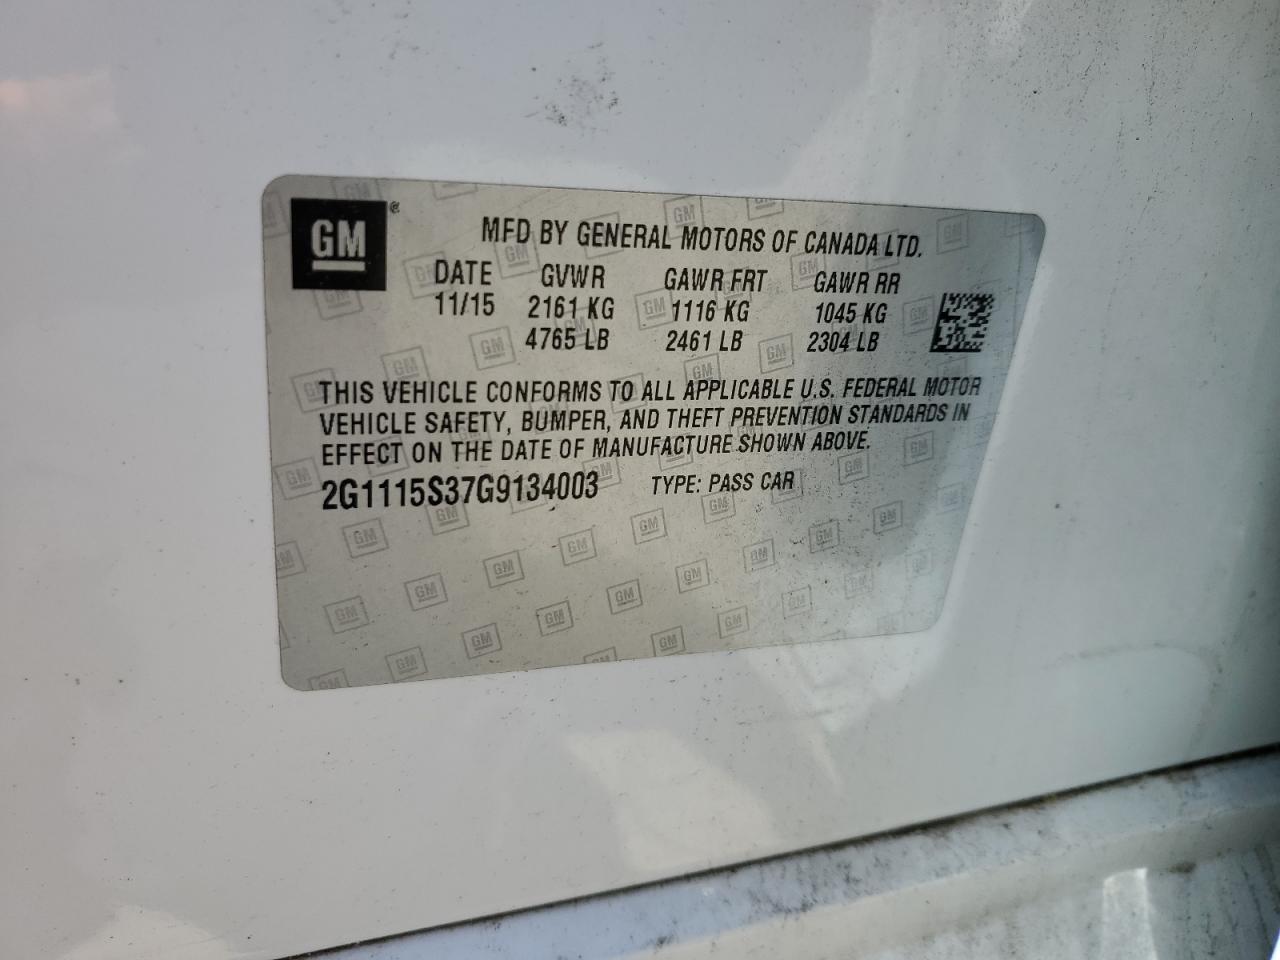 GM
MFD BY GENERAL MOTORS OF CANADA LTD.
DATE GVWR GAWR FRT GAWR RR
11/15 2161 KG 1116 KG 1045 KG
4765 LB 2461 LB 2304 LB
THIS VEHICLE CONFORMS TO ALL APPLICABLE U.S. FEDERAL MOTOR
VEHICLE SAFETY, BUMPER, AND THEFT PREVENTION STANDARDS IN
EFFECT ON THE DATE OF MANUFACTURE SHOWN ABOVE.
2G1115S37G9134003 TYPE: PASS CAR